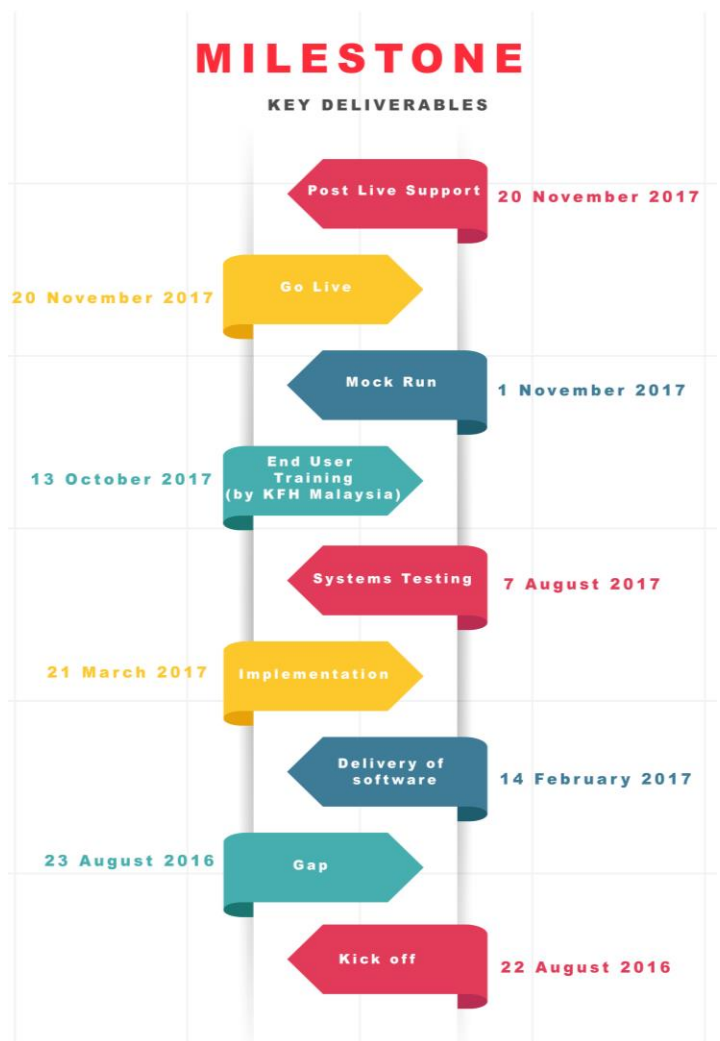 MILESTONE
KEY DELIVERABLES
Post Live Support
20 November 2017
Go Live
20 November 2017
Mock Run
1 November 2017
End User
Training
(by KFH Malaysia)
13 October 2017
Systems Testing
7 August 2017
Implementation
21 March 2017
Delivery of
software
14 February 2017
Gap
23 August 2016
Kick off
22 August 2016